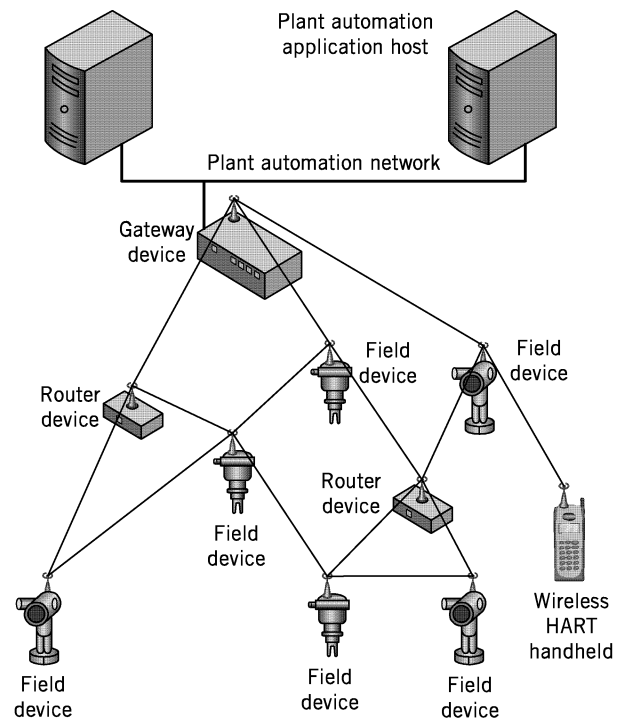 Plant automation
application host
Plant automation network
Gateway
device
Field
device
Field
device
Router
device
Router
device
Field
device
Wireless
HART
handheld
Field
device
Field
device
Field
device